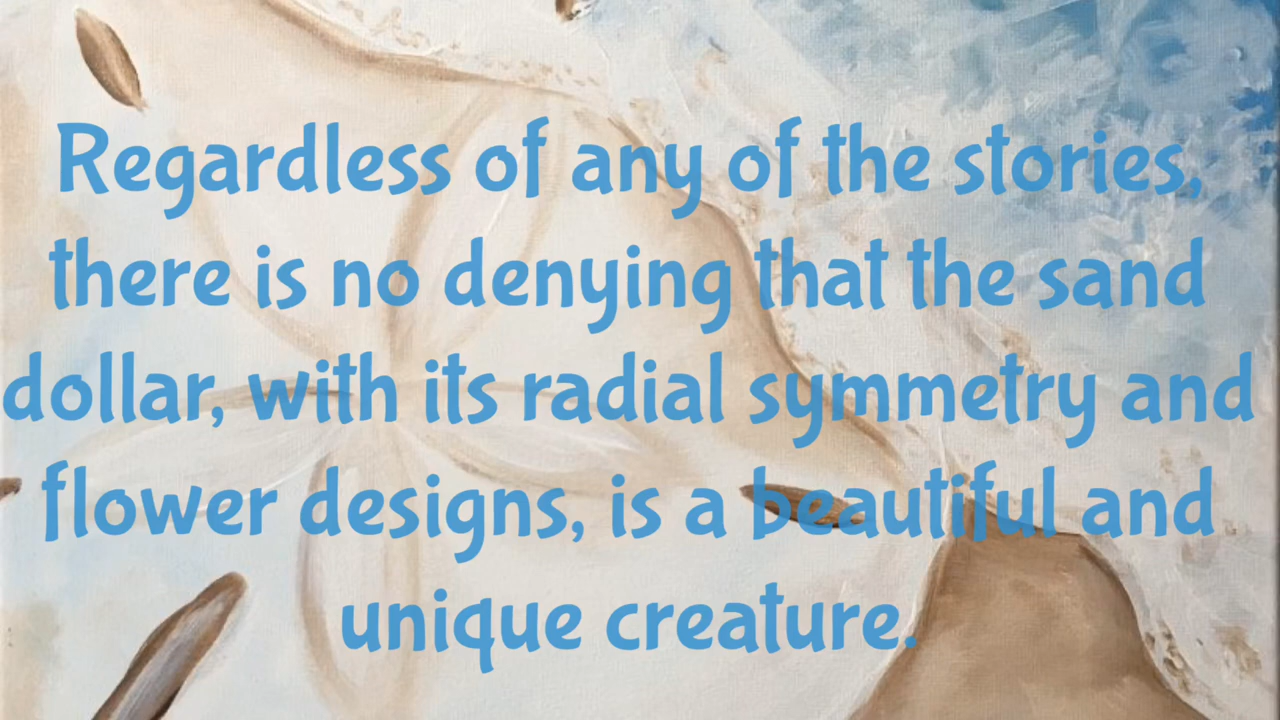 Regardless of any of the stories,
there is no denying that the sand
dollar, with its radial symmetry and
flower designs, is a beautiful and
unique creature.